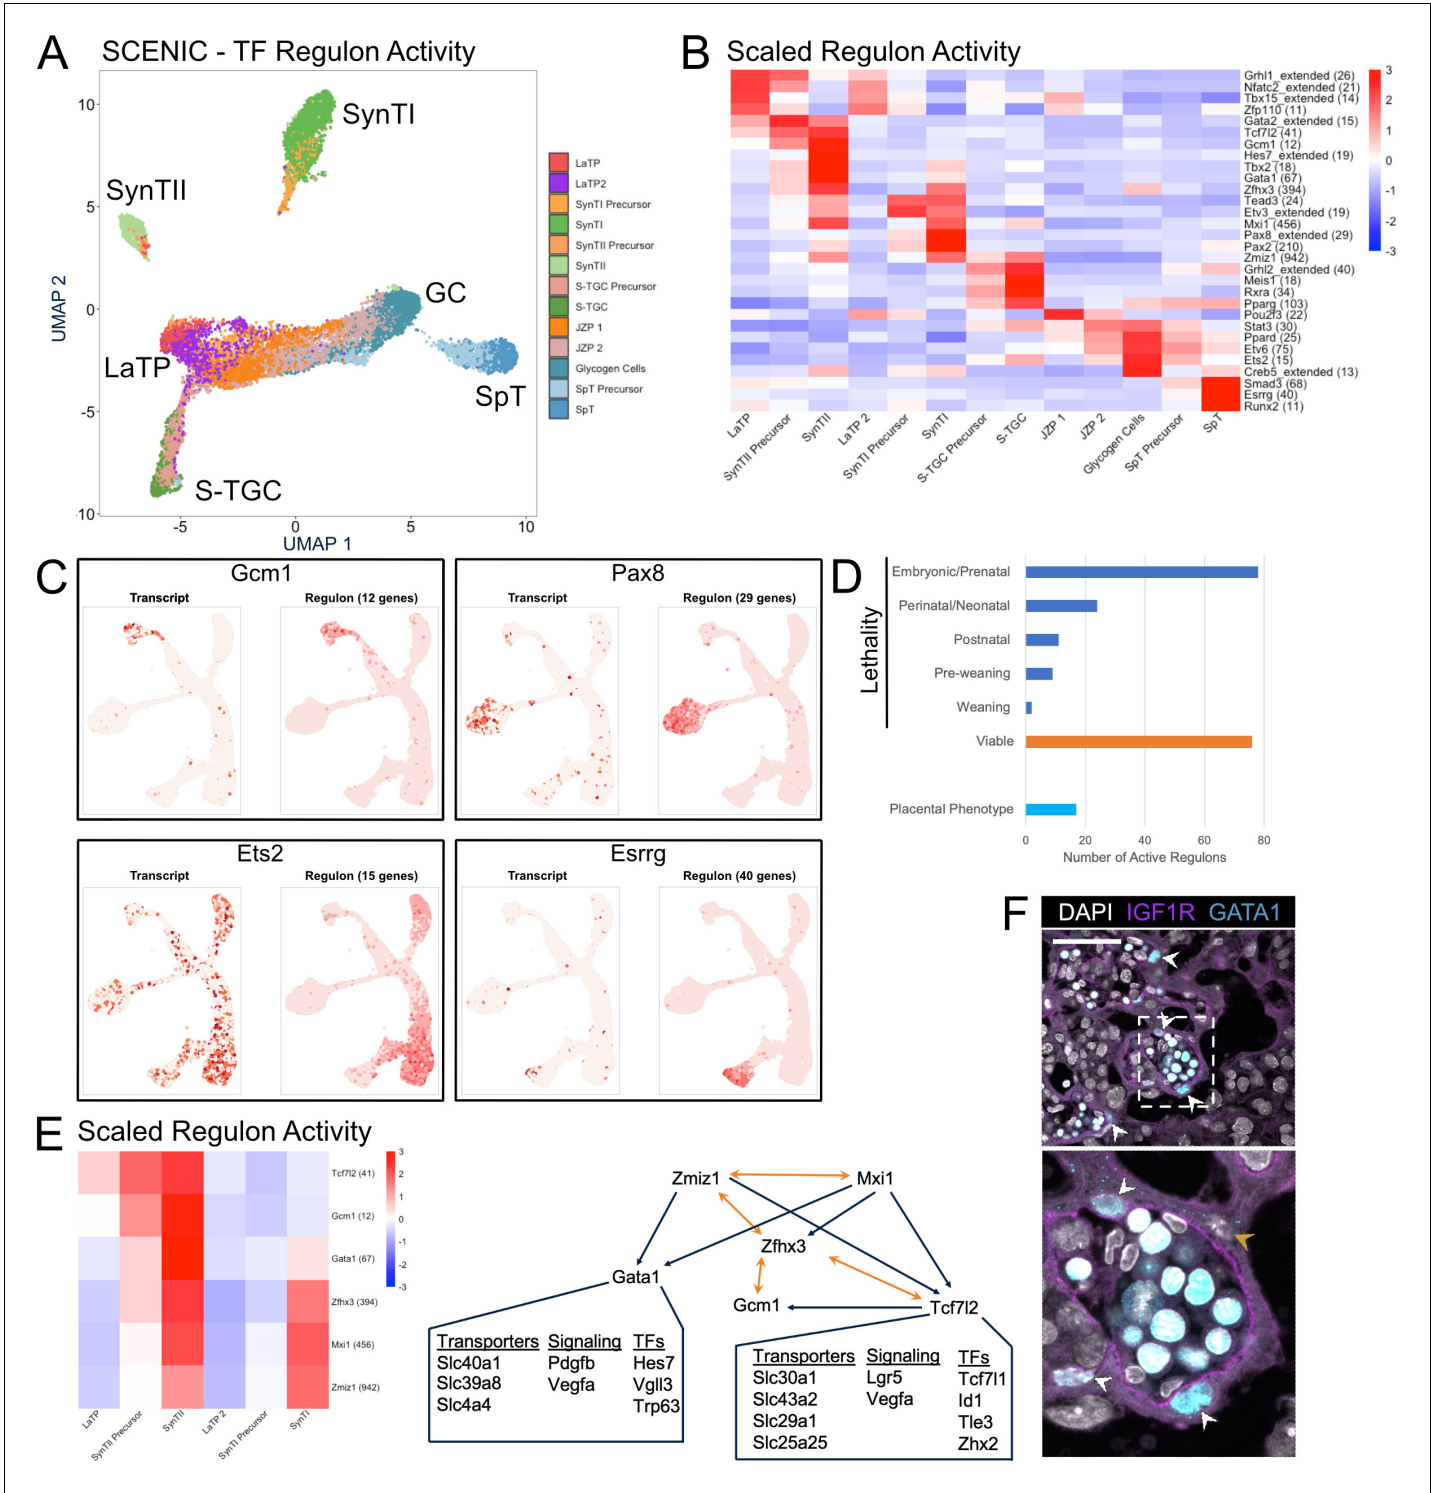 A
SCENIC - TF Regulon Activity
SynTI
SynTII
GC
LaTP
SpT
S-TGC
UMAP 2
10
5
0
-5
-10
-5
0
5
10
UMAP 1
LaTP
LaTP2
SynTI Precursor
SynTI
SynTII Precursor
SynTII
S-TGC Precursor
S-TGC
JZP 1
JZP 2
Glycogen Cells
SpT Precursor
SpT
B
Scaled Regulon Activity
Grhl1_extended (26)
Nfatc2_extended (21)
Tbx15_extended (14)
Zfp110 (11)
Gata2_extended (15)
Tcf7l2 (41)
Gcm1 (12)
Hes7_extended (19)
Tbx2 (18)
Gata1 (67)
Zfhx3 (394)
Tead3 (24)
Etv3_extended (19)
Mxi1 (456)
Pax8_extended (29)
Pax2 (210)
Zmiz1 (942)
Grhl2_extended (40)
Meis1 (18)
Rxra (34)
Pparg (103)
Pou2f3 (22)
Stat3 (30)
Ppard (25)
Etv6 (75)
Ets2 (15)
Creb5_extended (13)
Smad3 (68)
Esrrg (40)
Runx2 (11)
3
2
1
0
-1
-2
-3
LaTP
SynTII Precursor
SynTII
LaTP 2
SynTI Precursor
SynTI
S-TGC Precursor
S-TGC
JZP 1
JZP 2
Glycogen Cells
SpT Precursor
SpT
C
Gcm1
Transcript
Regulon (12 genes)
Pax8
Transcript
Regulon (29 genes)
Ets2
Transcript
Regulon (15 genes)
Esrrg
Transcript
Regulon (40 genes)
D
Lethality
Embryonic/Prenatal
Perinatal/Neonatal
Postnatal
Pre-weaning
Weaning
Viable
Placental Phenotype
0
20
40
60
80
Number of Active Regulons
E
Scaled Regulon Activity
Tcf7l2 (41)
Gcm1 (12)
Gata1 (67)
Zfhx3 (394)
Mxi1 (456)
Zmiz1 (942)
3
2
1
0
-1
-2
-3
LaTP
SynTII Precursor
SynTII
LaTP 2
SynTI Precursor
SynTI
Zmiz1
Mxi1
Zfhx3
Gata1
Gcm1
Tcf7l2
Transporters Signaling TFs
Slc40a1 Pdgfb Hes7
Slc39a8 Vegfa Vgll3
Slc4a4 Trp63
Transporters Signaling TFs
Slc30a1 Lgr5 Tcf7l1
Slc43a2 Vegfa Id1
Slc29a1 Tle3
Slc25a25 Zhx2
F
DAPI IGF1R GATA1